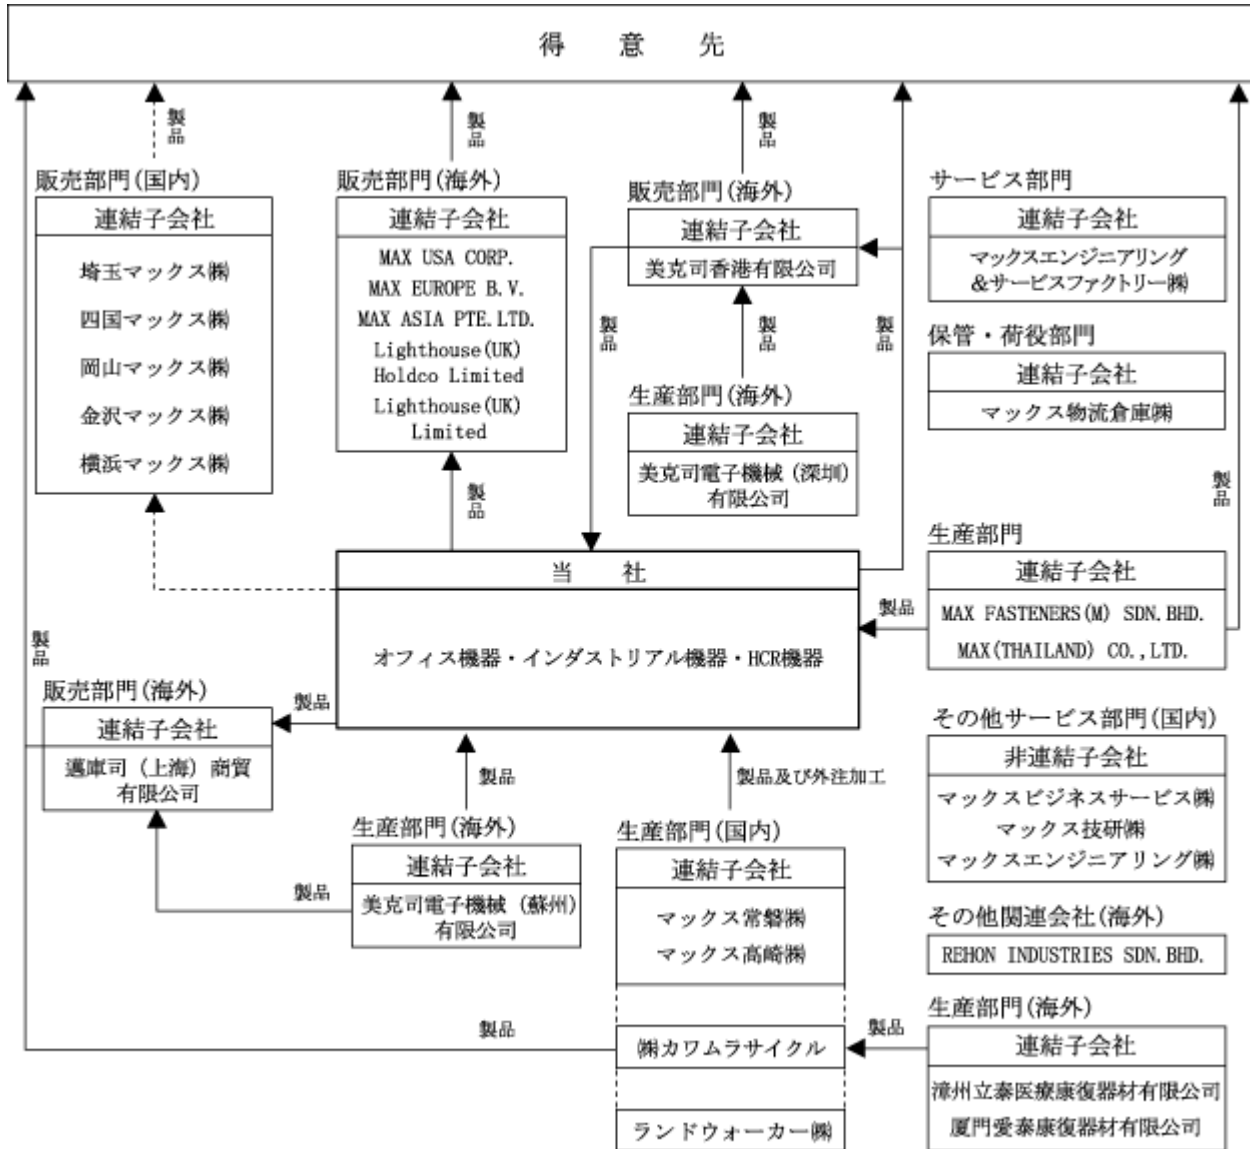 得　意　先
製品
製品
製品
販売部門(国内)
連結子会社
埼玉マックス㈱
四国マックス㈱
岡山マックス㈱
金沢マックス㈱
横浜マックス㈱
販売部門(海外)
連結子会社
MAX USA CORP.
MAX EUROPE B.V.
MAX ASIA PTE.LTD.
Lighthouse(UK)
Holdco Limited
Lighthouse(UK)
Limited
製品
販売部門(海外)
連結子会社
美克司香港有限公司
製品
製品
製品
生産部門(海外)
連結子会社
美克司電子機械（深圳）
有限公司
サービス部門
連結子会社
マックスエンジニアリング
&サービスファクトリー㈱
保管・荷役部門
連結子会社
マックス物流倉庫㈱
製品
生産部門
連結子会社
MAX FASTENERS(M) SDN.BHD.
MAX(THAILAND) CO.,LTD.
製品
当　社
オフィス機器・インダストリアル機器・HCR機器
製品
販売部門(海外)
連結子会社
邁庫司（上海）商貿
有限公司
製品
製品
製品及び外注加工
生産部門(海外)
連結子会社
美克司電子機械（蘇州）
有限公司
製品
生産部門(国内)
連結子会社
マックス常磐㈱
マックス高崎㈱
㈱カワムラサイクル
ランドウォーカー㈱
製品
製品
その他サービス部門(国内)
非連結子会社
マックスビジネスサービス㈱
マックス技研㈱
マックスエンジニアリング㈱
その他関連会社(海外)
REHON INDUSTRIES SDN.BHD.
生産部門(海外)
連結子会社
漳州立泰医療康復器材有限公司
厦門愛泰康復器材有限公司